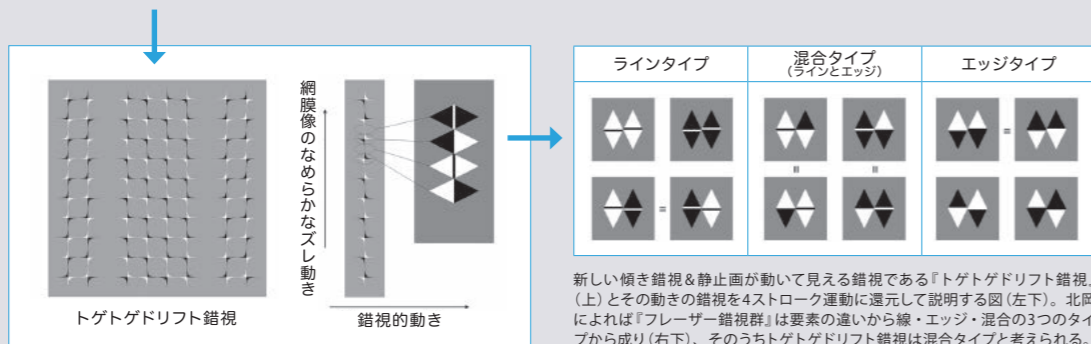 網膜像のなめらかなズレ動き
トゲトゲドリフト錯視
錯視的動き
ラインタイプ
混合タイプ
(ラインとエッジ)
エッジタイプ
=
=
=
=
新しい傾き錯視&静止画が動いて見える錯視である『トゲトゲドリフト錯視』
(上)とその動きの錯視を4ストローク運動に還元して説明する図(左下)。北岡
によれば『フレーザー錯視群』は要素の違いから線・エッジ・混合の3つのタイ
プから成り(右下)、そのうちトゲトゲドリフト錯視は混合タイプと考えられる。